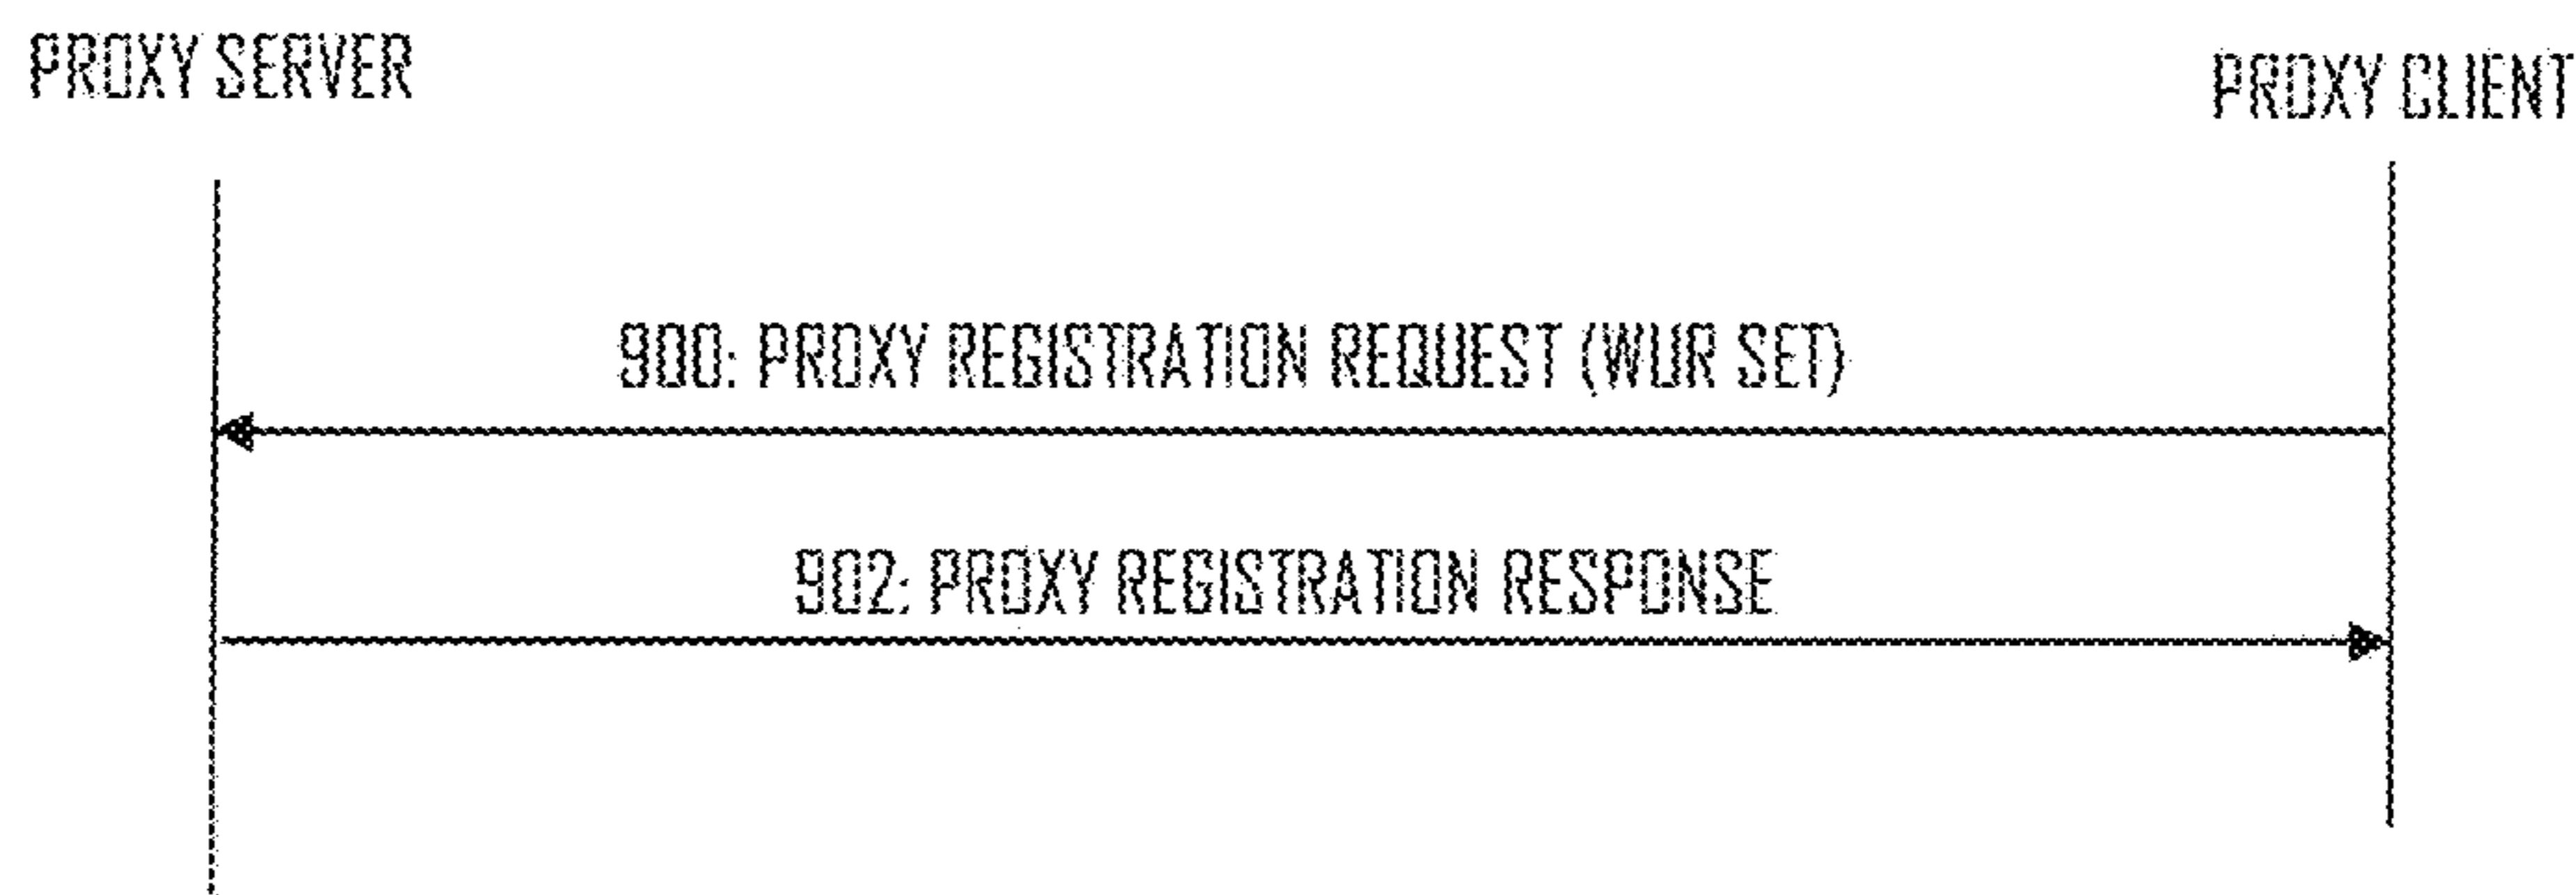 PROXY SERVER
PROXY CLIENT
900: PROXY REGISTRATION REQUEST (WUR SET)
902: PROXY REGISTRATION RESPONSE